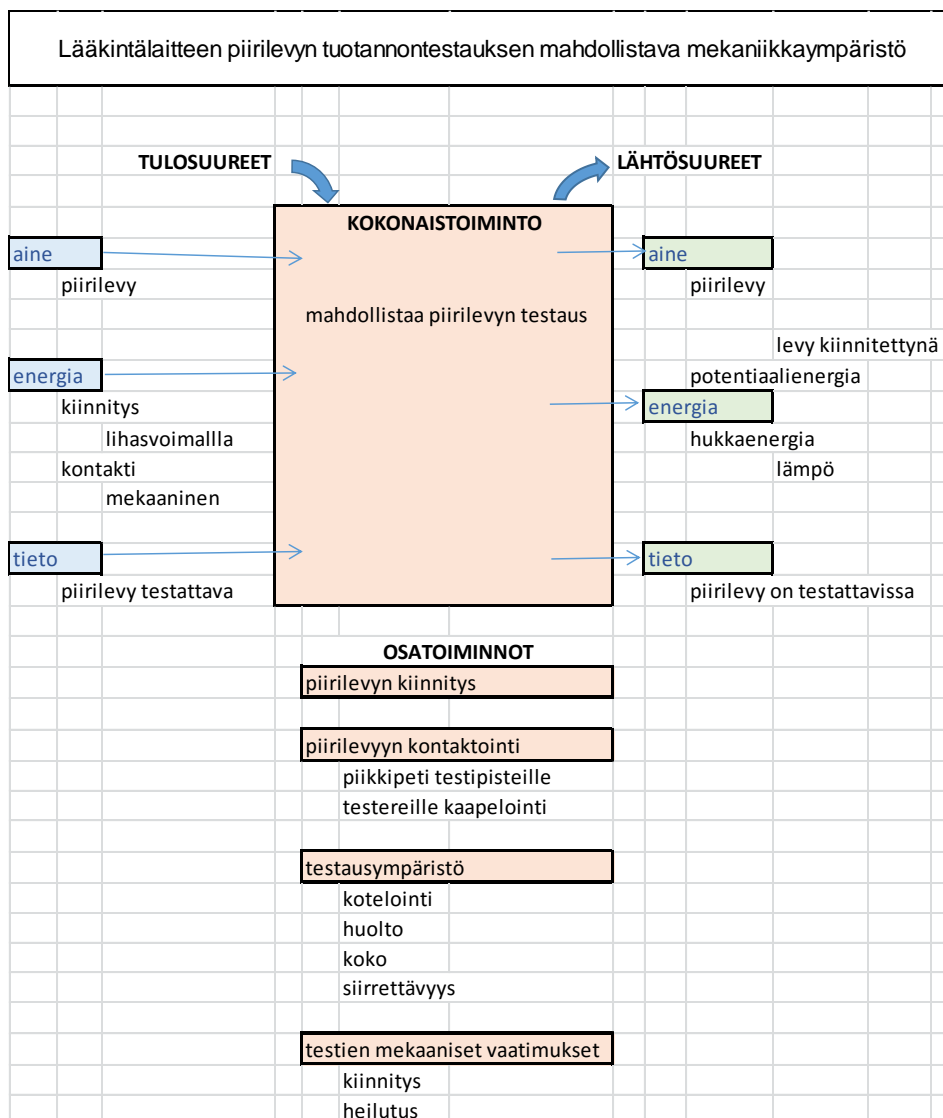 Lääkintälaitteen piirilevyn tuotannontestauksen mahdollistava mekaniikkaympäristö
TULOSUUREET
LÄHTÖSUUREET
KOKONAISTOIMINTO
aine
aine
piirilevy
piirilevy
mahdollistaa piirilevyn testaus
levy kiinnitettynä
energia
potentiaalienergia
kiinnitys
energia
lihasvoimallla
hukkaenergia
kontakti
lämpö
mekaaninen
tieto
tieto
piirilevy testattava
piirilevy on testattavissa
OSATOIMINNOT
piirilevyn kiinnitys
piirilevyyn kontaktointi
piikkipeti testipisteille
testereille kaapelointi
testausympäristö
kotelointi
huolto
koko
siirrettävyys
testien mekaaniset vaatimukset
kiinnitys
heilutus